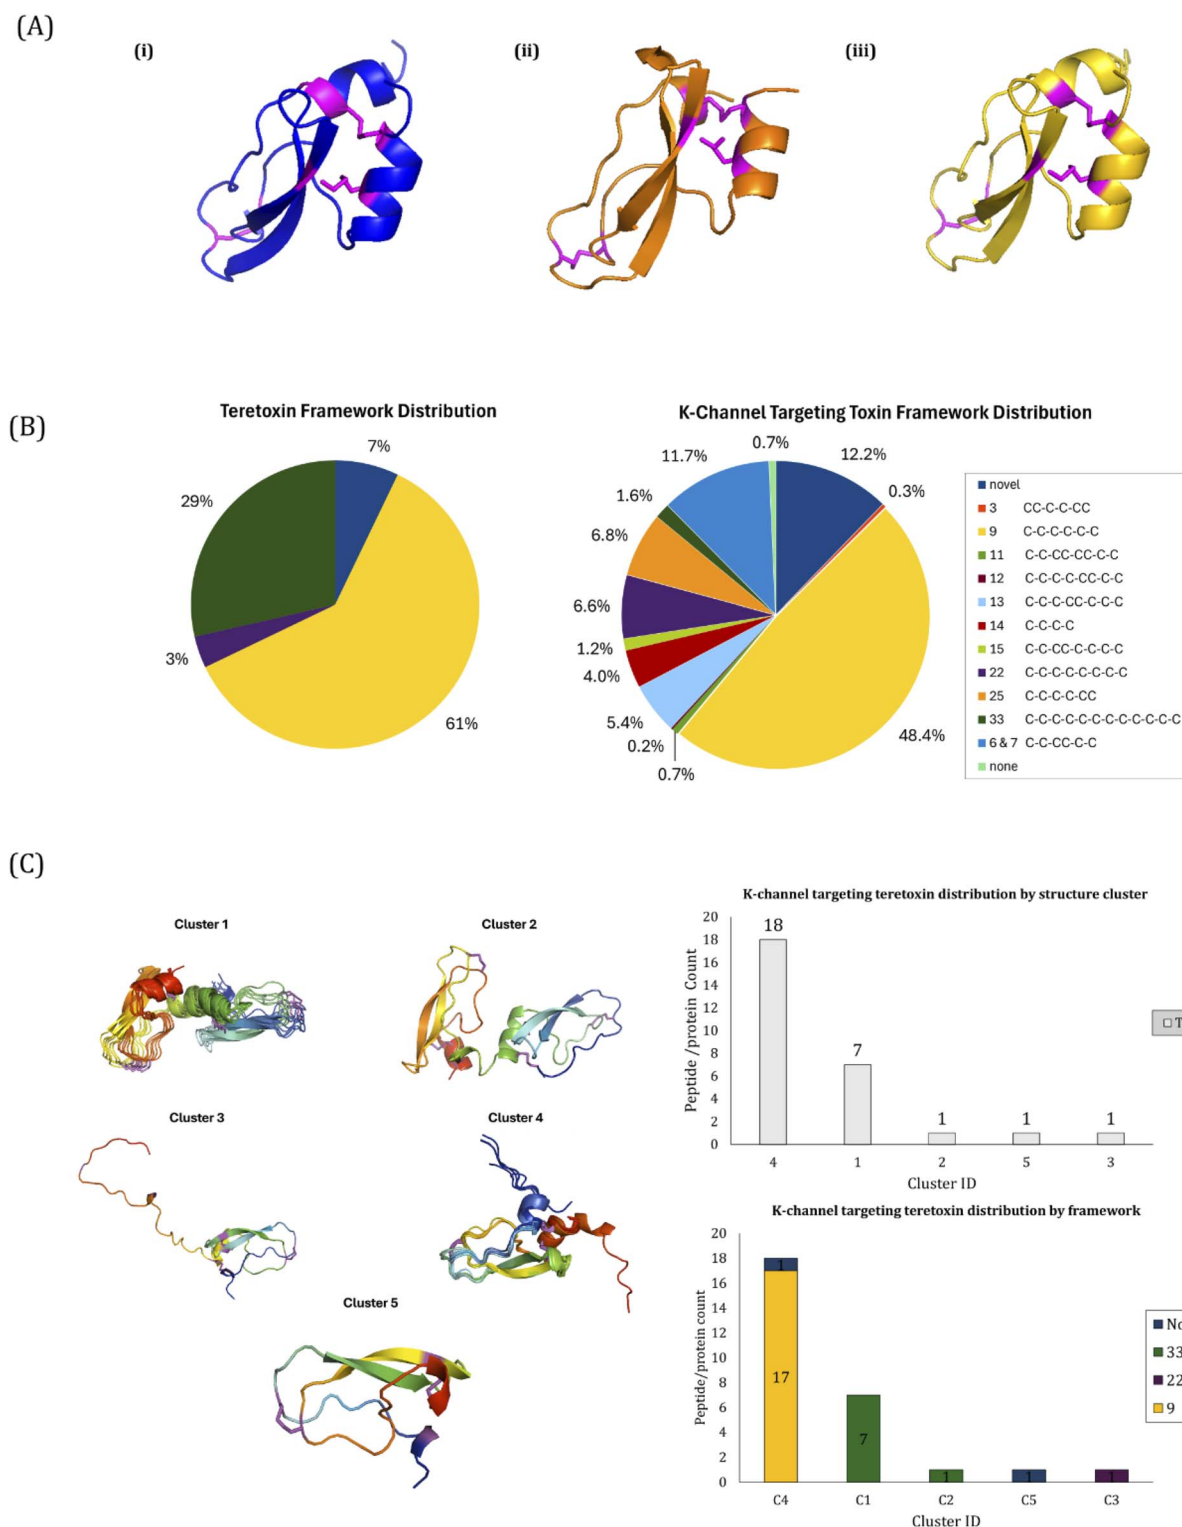 (A)
(i)
(ii)
(iii)
(B)
Teretoxin Framework Distribution
7%
29%
3%
61%
K-Channel Targeting Toxin Framework Distribution
0.7%
11.7%
12.2%
1.6%
0.3%
6.8%
6.6%
1.2%
4.0%
5.4%
0.2%
0.7%
48.4%
novel
3 CC-C-C-CC
9 C-C-C-C-C-C
11 C-C-CC-CC-C-C
12 C-C-C-C-CC-C-C
13 C-C-C-CC-C-C-C
14 C-C-C-C
15 C-C-CC-C-C-C-C
22 C-C-C-C-C-C-C-C
25 C-C-C-C-CC
33 C-C-C-C-C-C-C-C-C-C-C-C
6 & 7 C-C-CC-C-C
none
(C)
Cluster 1
Cluster 2
Cluster 3
Cluster 4
Cluster 5
K-channel targeting teretoxin distribution by structure cluster
Peptide /protein Count
20
18
16
14
12
10
8
6
4
2
0
18
7
1
1
1
4 1 2 5 3
Cluster ID
T
K-channel targeting teretoxin distribution by framework
Peptide/protein count
20
18
16
14
12
10
8
6
4
2
0
1
17
7
1
1
1
C4 C1 C2 C5 C3
Cluster ID
No
33
22
9